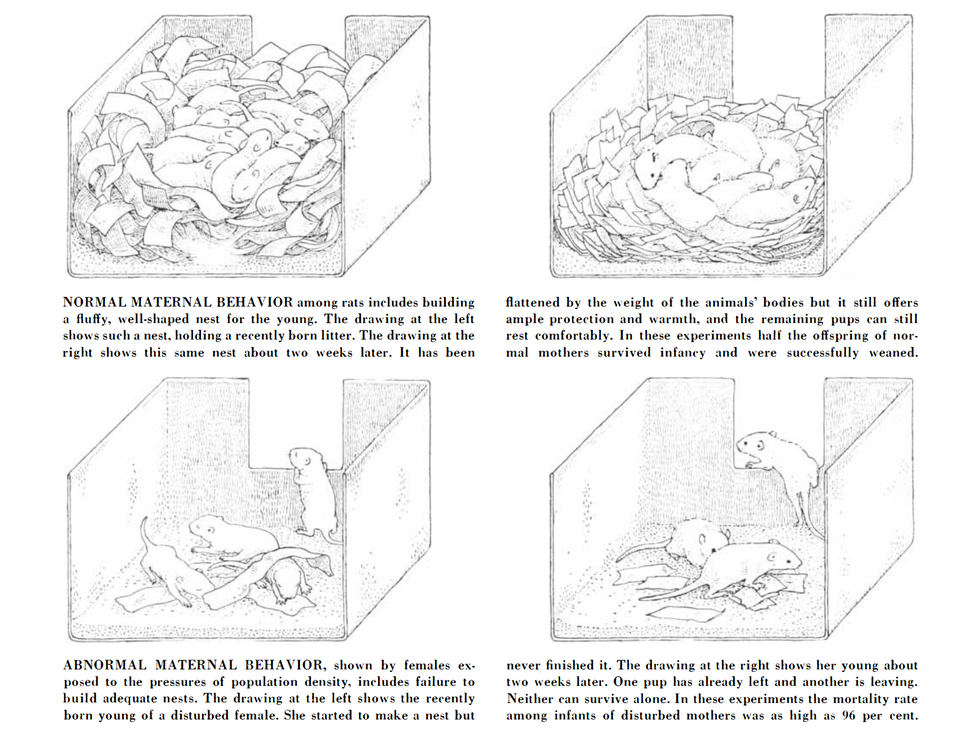 NORMAL MATERNAL BEHAVIOR among rats includes building
a fluffy, well-shaped nest for the young. The drawing at the left
shows such a nest, holding a recently born litter. The drawing at the
right shows this same nest about two weeks later. It has been
flattened by the weight of the animals' bodies but it still offers
ample protection and warmth, and the remaining pups can still
rest comfortably. In these experiments half the offspring of nor-
mal mothers survived infancy and were successfully weaned.
ABNORMAL MATERNAL BEHAVIOR, shown by females ex-
posed to the pressures of population density, includes failure to
build adequate nests. The drawing at the left shows the recently
born young of a disturbed female. She started to make a nest but
never finished it. The drawing at the right shows her young about
two weeks later. One pup has already left and another is leaving.
Neither can survive alone. In these experiments the mortality rate
among infants of disturbed mothers was as high as 96 per cent.